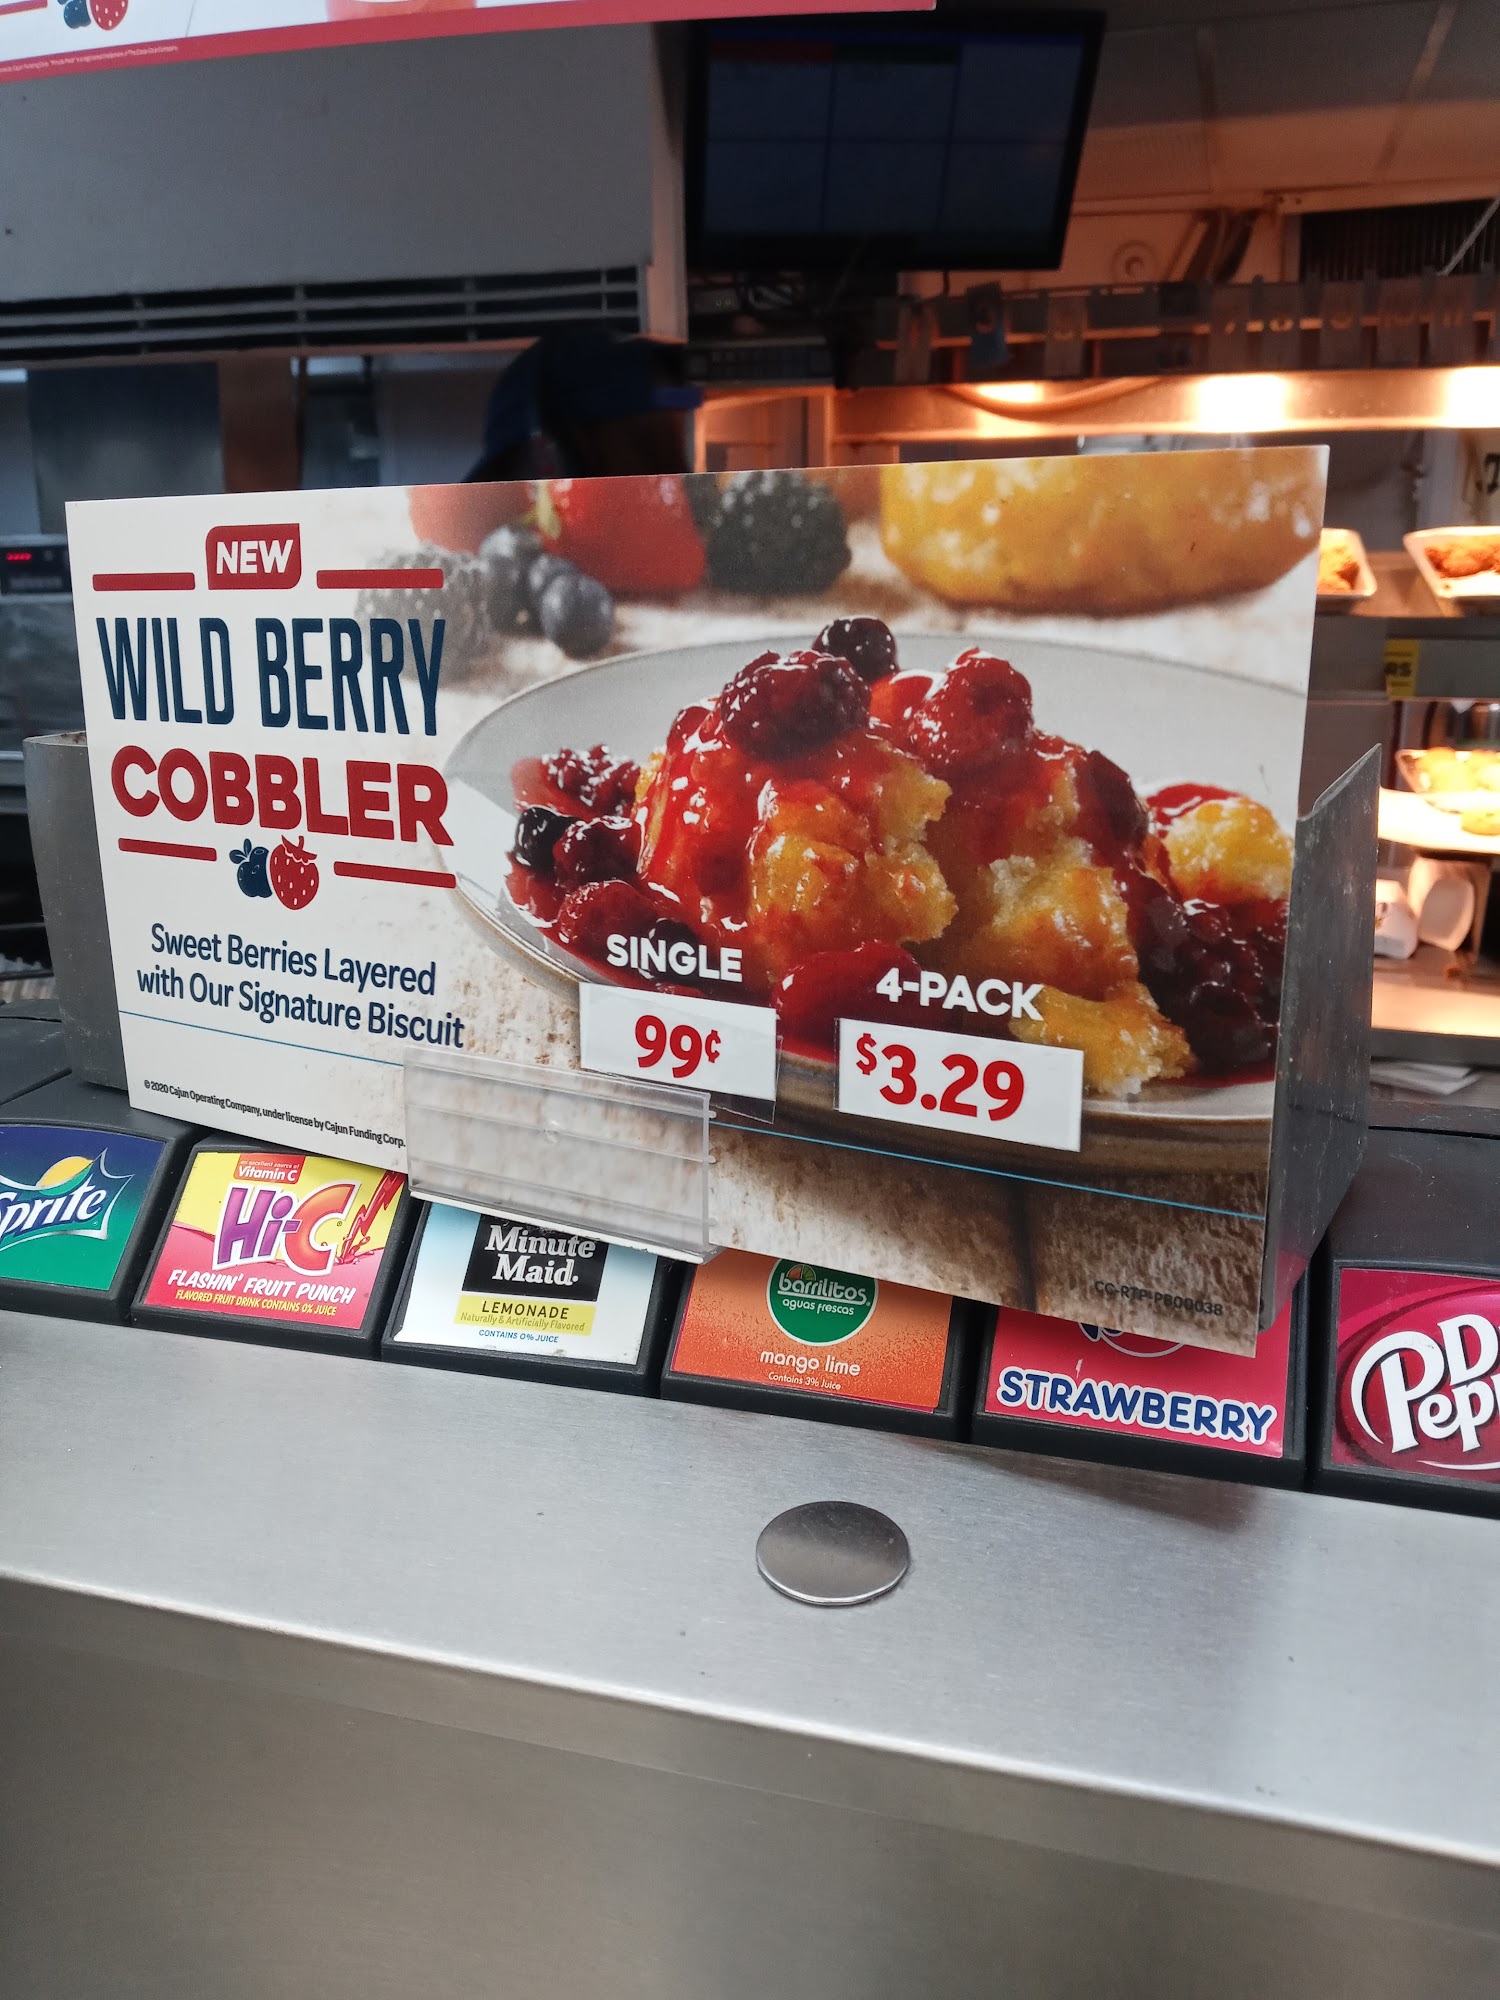 NEW
WILD BERRY
COBBLER
Sweet Berries Layered
with Our Signature Biscuit
SINGLE
99¢
4-PACK
$3.29
©2020 Cajun Operating Company, under license by Cajun Funding Corp.
CC-RTP-PB00038
Sprite
Vitamin C
Hi-C
FLASHIN' FRUIT PUNCH
FLAVORED FRUIT DRINK CONTAINS 0% JUICE
Minute
Maid.
LEMONADE
Naturally & Artificially Flavored
CONTAINS 0% JUICE
barrilitos
aguas frescas
mango lime
Contains 3% Juice
STRAWBERRY